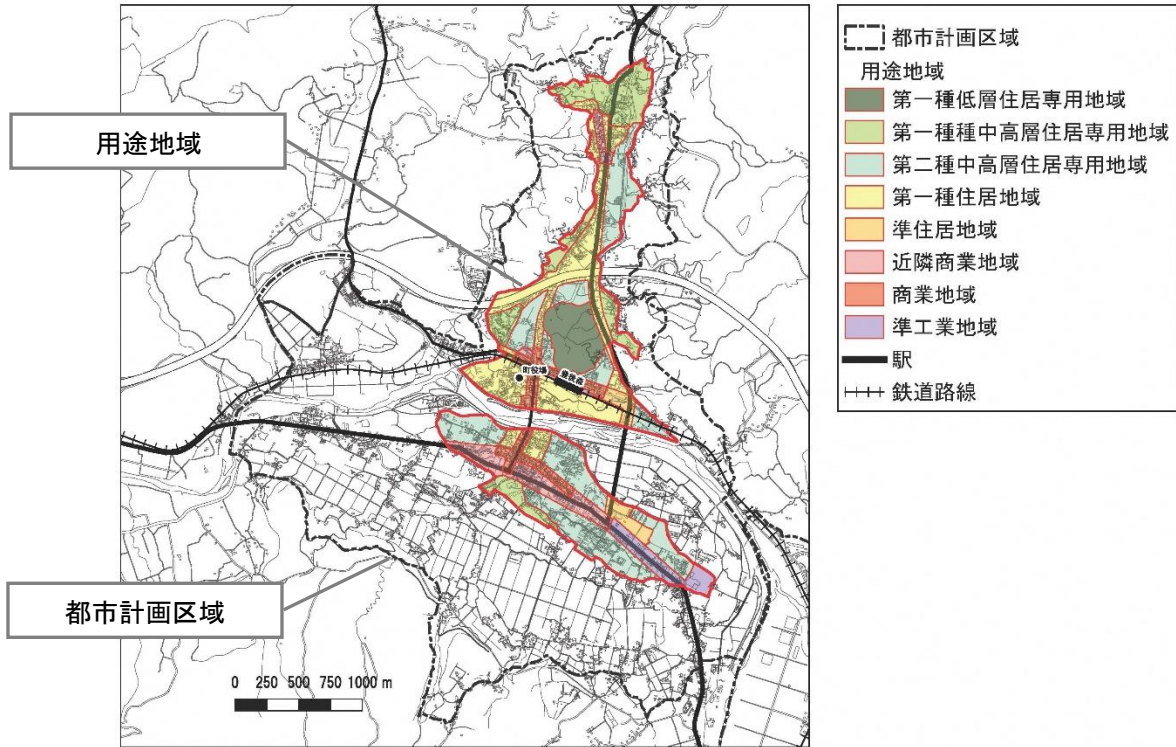 用途地域
都市計画区域
町役場
0 250 500 750 1000 m
都市計画区域
用途地域
第一種低層住居専用地域
第一種種中高層住居専用地域
第二種中高層住居専用地域
第一種住居地域
準住居地域
近隣商業地域
商業地域
準工業地域
駅
鉄道路線